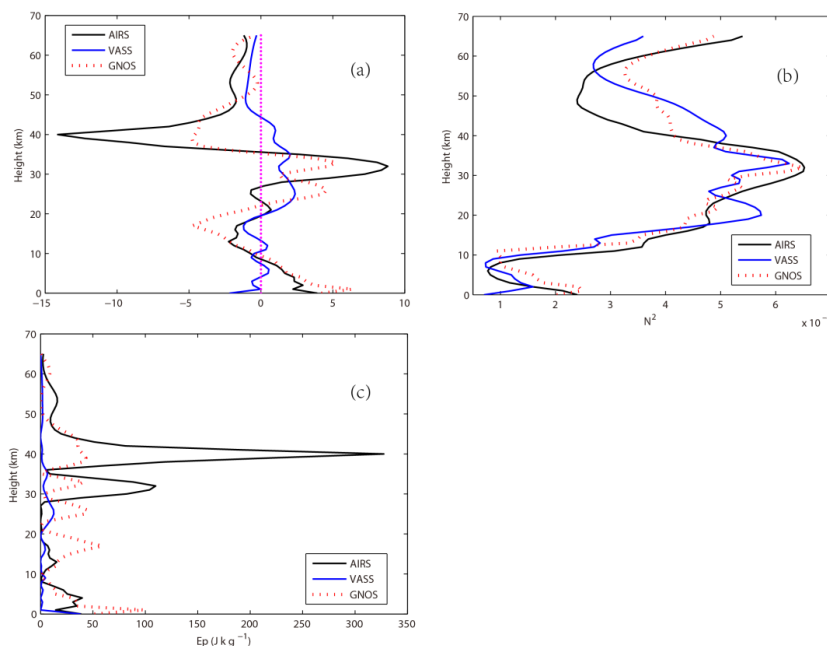 70
60
50
40
30
20
10
0
Height (km)
AIRS
VASS
GNOS
(a)
−15
−10
−5
0
5
10
70
60
50
40
30
20
10
0
Height (km)
(b)
AIRS
VASS
GNOS
1
2
3
4
5
6
N²
x 10⁻
70
60
50
40
30
20
10
0
Height (km)
(c)
AIRS
VASS
GNOS
0
50
100
150
200
250
300
350
Ep (J k g ⁻¹)